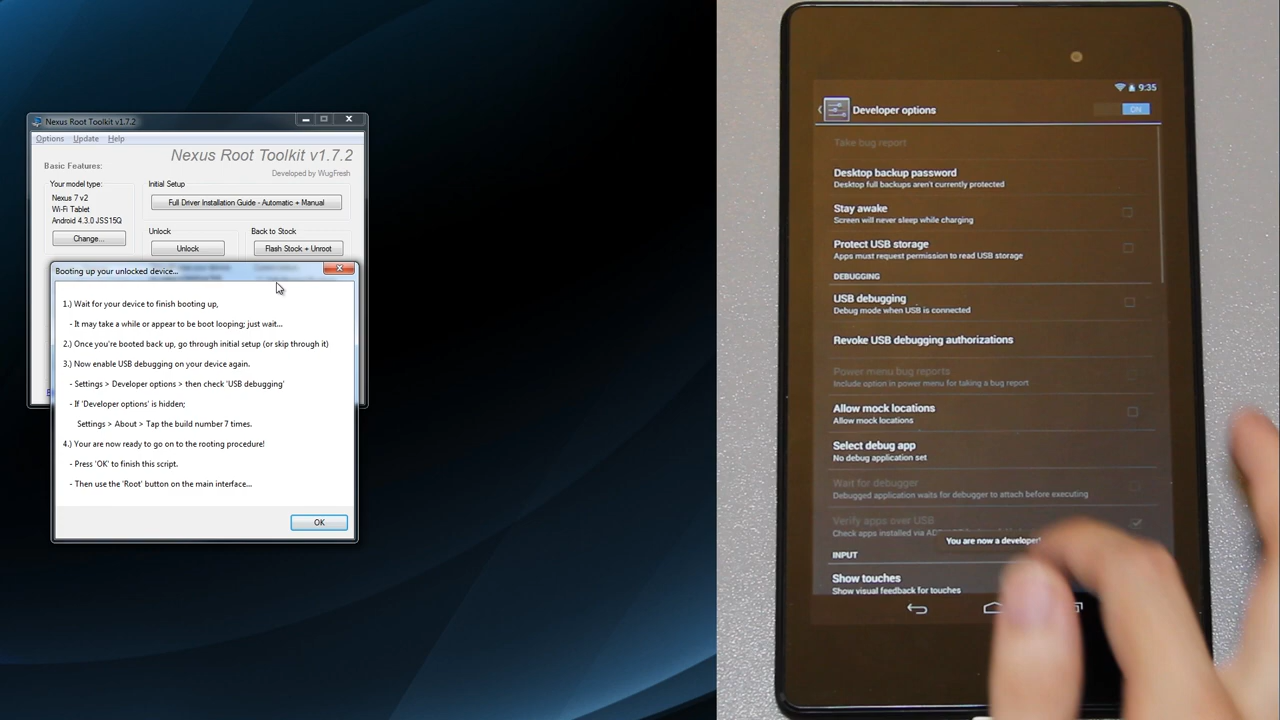 Nexus Root Toolkit v1.7.2
Options Update Help
Nexus Root Toolkit v1.7.2
Developed by WugFresh
Basic Features:
Your model type:
Nexus 7 v2
Wi-Fi Tablet
Android 4.3.0 JSS15Q
Change...
Initial Setup
Full Driver Installation Guide - Automatic + Manual
Unlock
Unlock
Back to Stock
Flash Stock + Unroot
Booting up your unlocked device...
1.) Wait for your device to finish booting up,
- It may take a while or appear to be boot looping; just wait...
2.) Once you're booted back up, go through initial setup (or skip through it)
3.) Now enable USB debugging on your device again.
- Settings > Developer options > then check 'USB debugging'
- If 'Developer options' is hidden;
Settings > About > Tap the build number 7 times.
4.) Your are now ready to go on to the rooting procedure!
- Press 'OK' to finish this script.
- Then use the 'Root' button on the main interface...
OK
9:35
Developer options
ON
Take bug report
Desktop backup password
Desktop full backups aren't currently protected
Stay awake
Screen will never sleep while charging
Protect USB storage
Apps must request permission to read USB storage
DEBUGGING
USB debugging
Debug mode when USB is connected
Revoke USB debugging authorizations
Power menu bug reports
Include option in power menu for taking a bug report
Allow mock locations
Allow mock locations
Select debug app
No debug application set
Wait for debugger
Debugged application waits for debugger to attach before executing
Verify apps over USB
Check apps installed via
You are now a developer!
INPUT
Show touches
Show visual feedback for touches